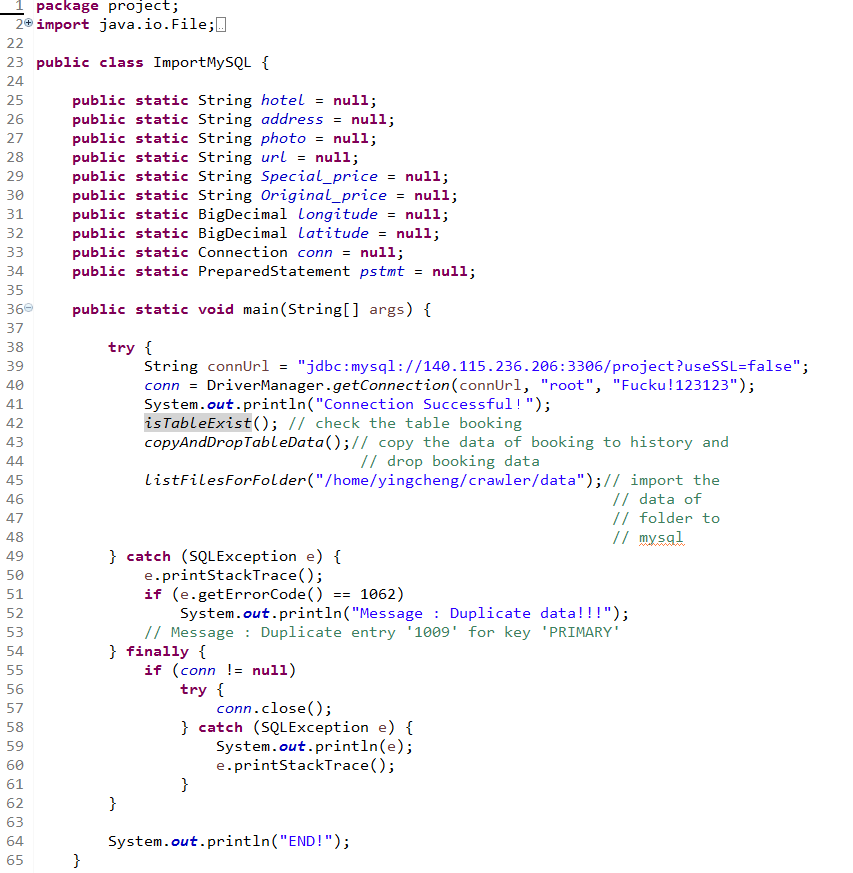 1 package project;
2 import java.io.File;
22
23 public class ImportMySQL {
24
25 public static String hotel = null;
26 public static String address = null;
27 public static String photo = null;
28 public static String url = null;
29 public static String Special_price = null;
30 public static String Original_price = null;
31 public static BigDecimal longitude = null;
32 public static BigDecimal latitude = null;
33 public static Connection conn = null;
34 public static PreparedStatement pstmt = null;
35
36 public static void main(String[] args) {
37
38 try {
39 String connUrl = "jdbc:mysql://140.115.236.206:3306/project?useSSL=false";
40 conn = DriverManager.getConnection(connUrl, "root", "Fucku!123123");
41 System.out.println("Connection Successful!");
42 isTableExist(); // check the table booking
43 copyAndDropTableData();// copy the data of booking to history and
44 // drop booking data
45 listFilesForFolder("/home/yingcheng/crawler/data");// import the
46 // data of
47 // folder to
48 // mysql
49 } catch (SQLException e) {
50 e.printStackTrace();
51 if (e.getErrorCode() == 1062)
52 System.out.println("Message : Duplicate data!!!");
53 // Message : Duplicate entry '1009' for key 'PRIMARY'
54 } finally {
55 if (conn != null)
56 try {
57 conn.close();
58 } catch (SQLException e) {
59 System.out.println(e);
60 e.printStackTrace();
61 }
62 }
63
64 System.out.println("END!");
65 }